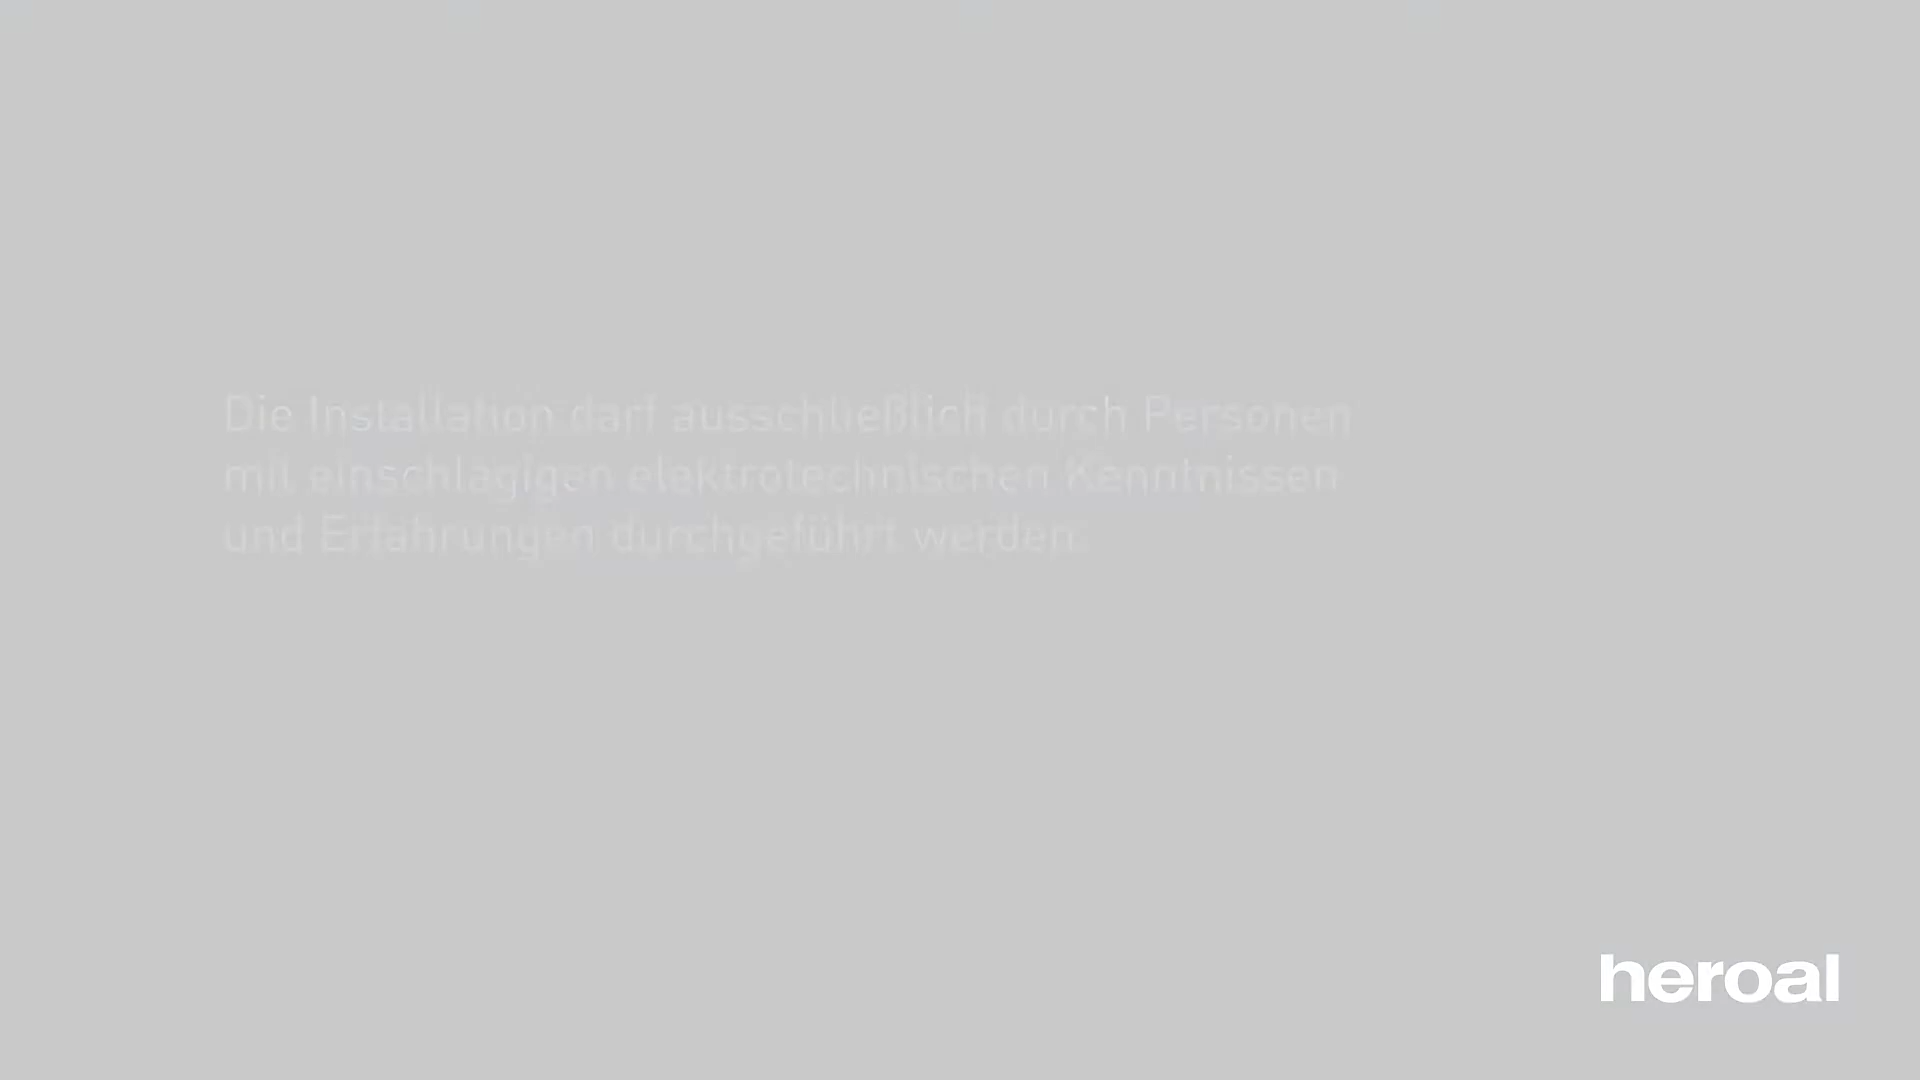 Die Installation darf ausschließlich durch Personen
mit einschlägigen elektrotechnischen Kenntnissen
und Erfahrungen durchgeführt werden.
heroal